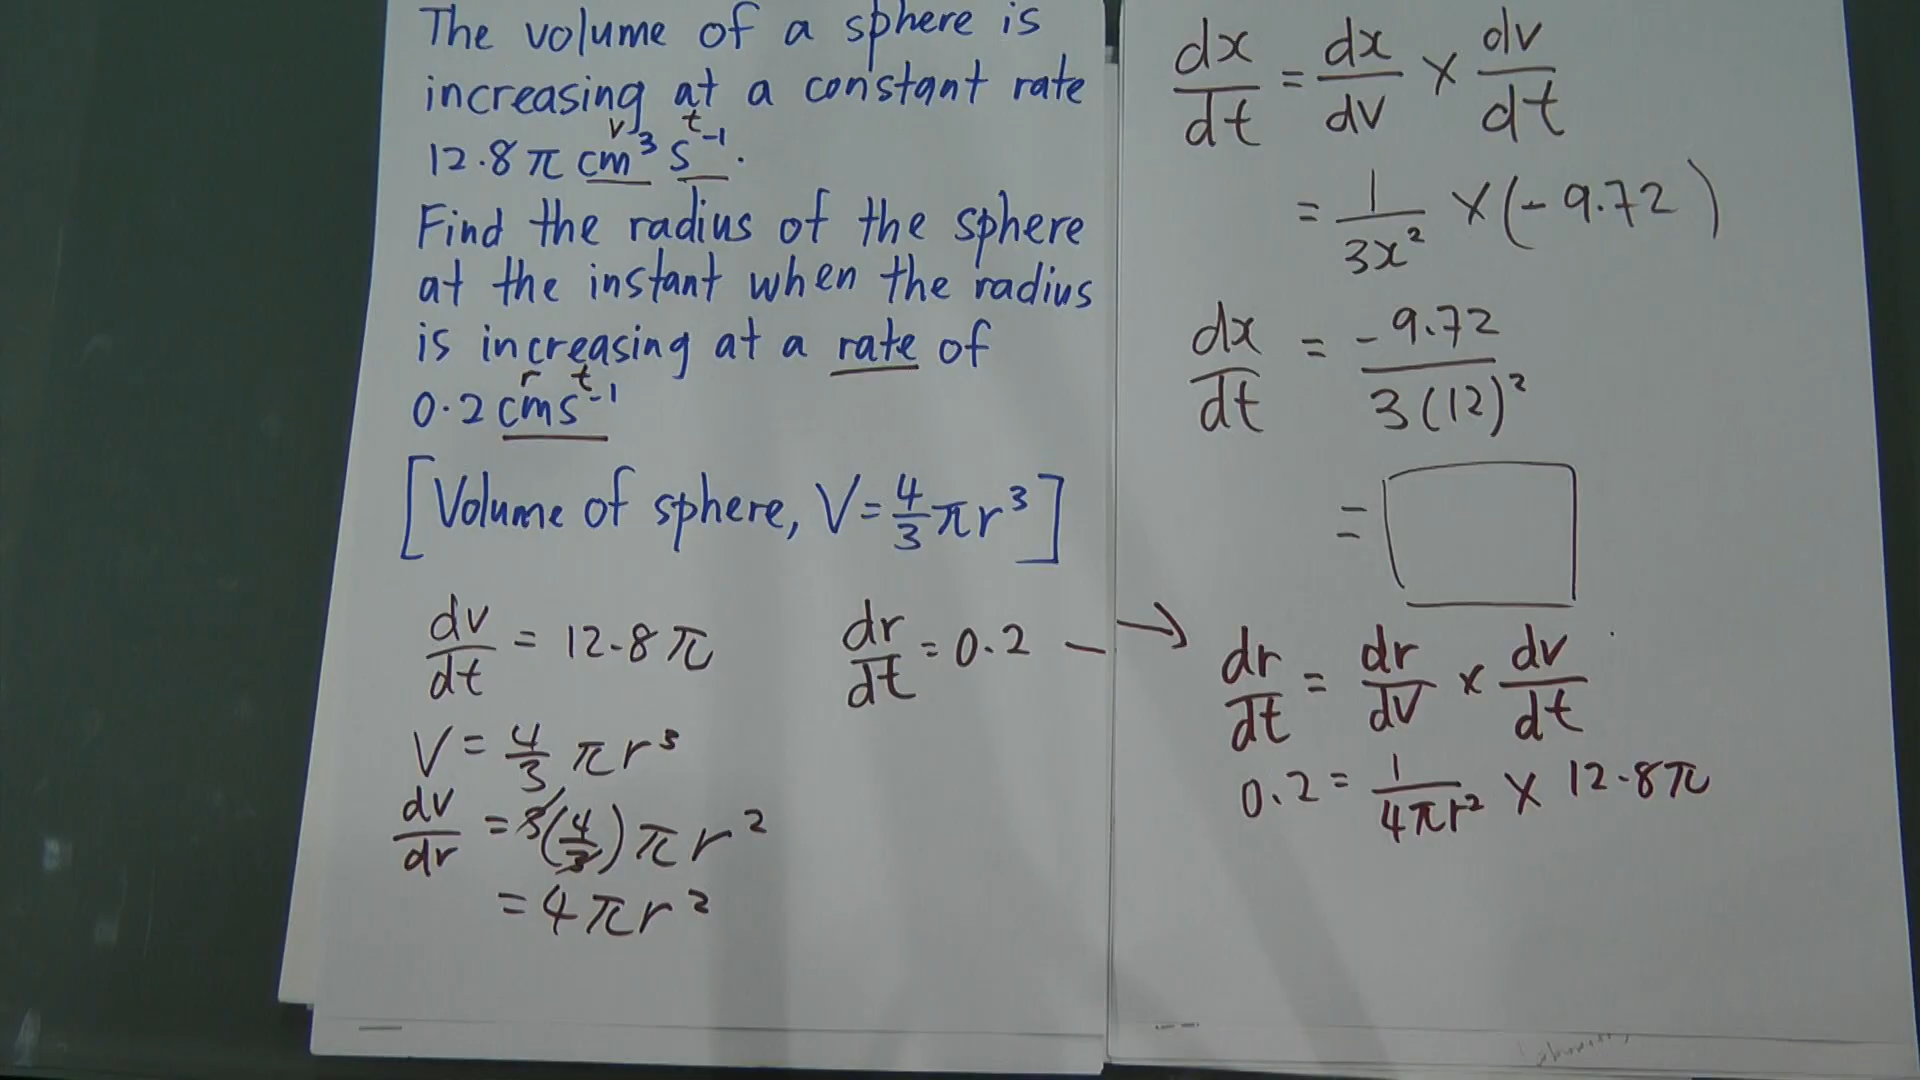 The volume of a sphere is
increasing at a constant rate
v t
12.8 π cm³ s⁻¹.
Find the radius of the sphere
at the instant when the radius
is increasing at a rate of
r t
0.2 cms⁻¹
[Volume of sphere, V = 4/3 πr³]
dv/dt = 12.8 π dr/dt = 0.2 →
V = 4/3 πr³
dv/dr = 3(4/3)πr²
= 4πr²
dx/dt = dx/dv × dv/dt
= 1/3x² × (-9.72)
dx/dt = -9.72/3(12)²
=
dr/dt = dr/dv × dv/dt
0.2 = 1/4πr² × 12.8π